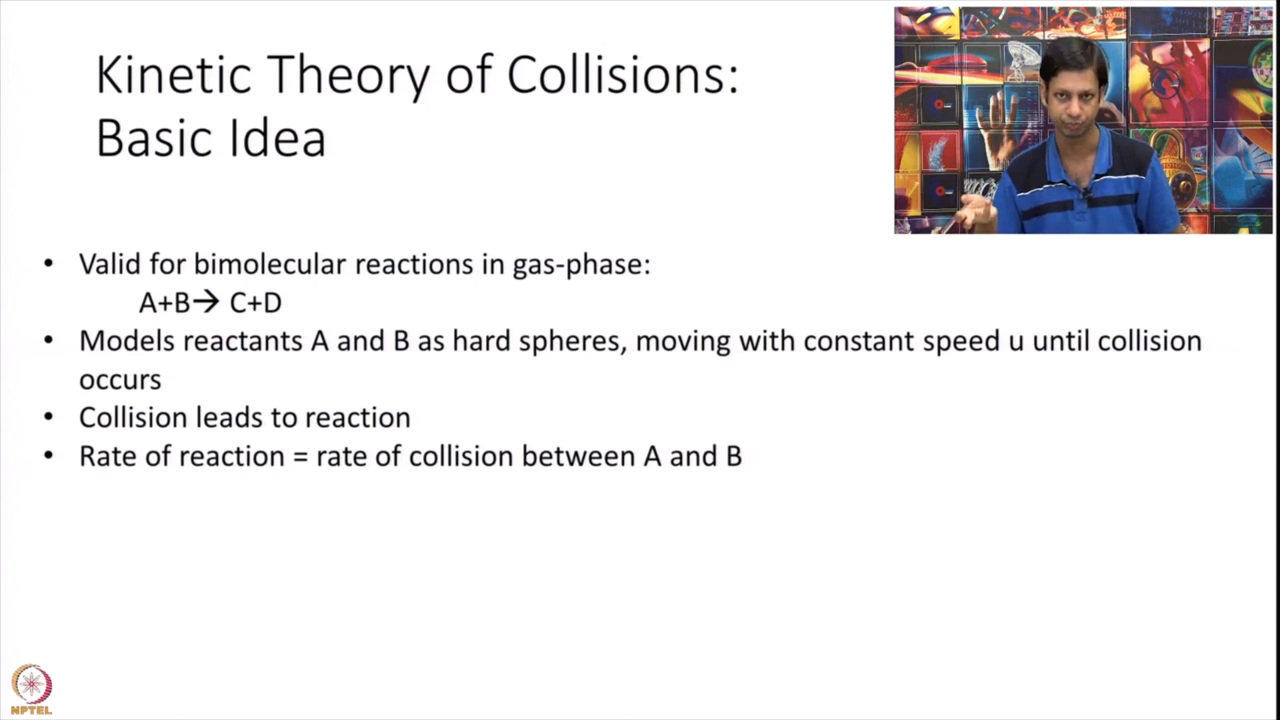 Kinetic Theory of Collisions:
Basic Idea
• Valid for bimolecular reactions in gas-phase:
A+B→ C+D
• Models reactants A and B as hard spheres, moving with constant speed u until collision
occurs
• Collision leads to reaction
• Rate of reaction = rate of collision between A and B
NPTEL